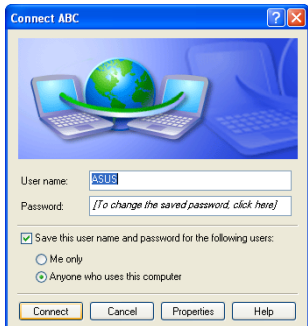 Connect ABC
User name: ASUS
Password: [To change the saved password, click here]
Save this user name and password for the following users:
Me only
Anyone who uses this computer
Connect Cancel Properties Help